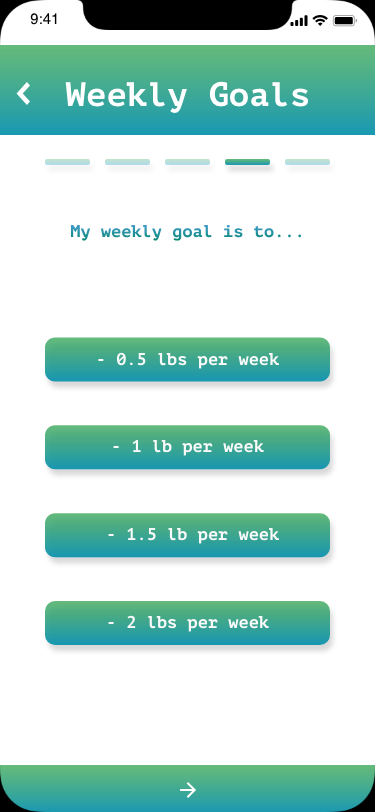 9:41
Weekly Goals
My weekly goal is to...
- 0.5 lbs per week
- 1 lb per week
- 1.5 lb per week
- 2 lbs per week